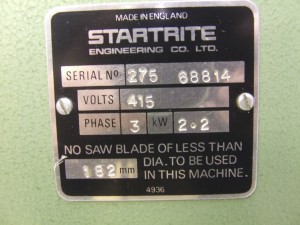 MADE IN ENGLAND
STARTRITE
ENGINEERING CO. LTD.
SERIAL Nº 275 68814
VOLTS 415
PHASE 3 kW 2·2
NO SAW BLADE OF LESS THAN
182 mm DIA. TO BE USED
IN THIS MACHINE.
4936